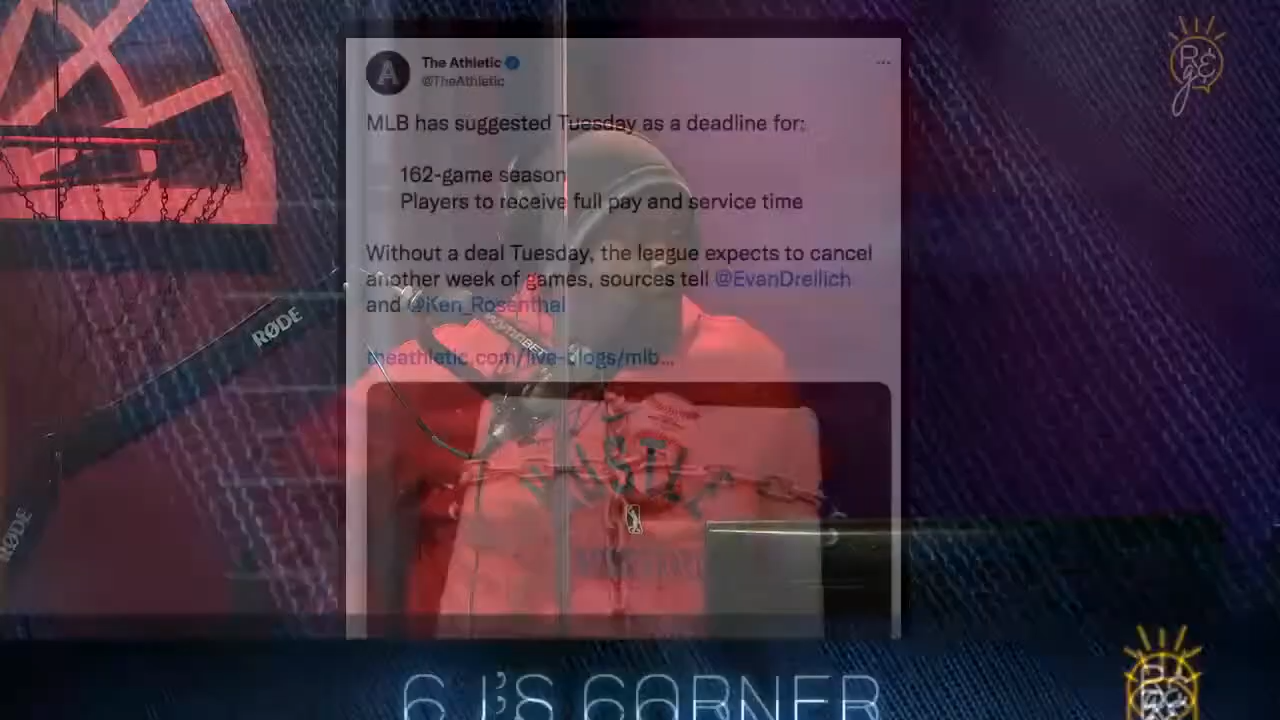 The Athletic
@TheAthletic
MLB has suggested Tuesday as a deadline for:
162-game season
Players to receive full pay and service time
Without a deal Tuesday, the league expects to cancel
another week of games, sources tell @EvanDrellich
and @Ken_Rosenthal
theathletic.com/live-blogs/mlb...
RØDE
RØDE
C.J.'S CORNER